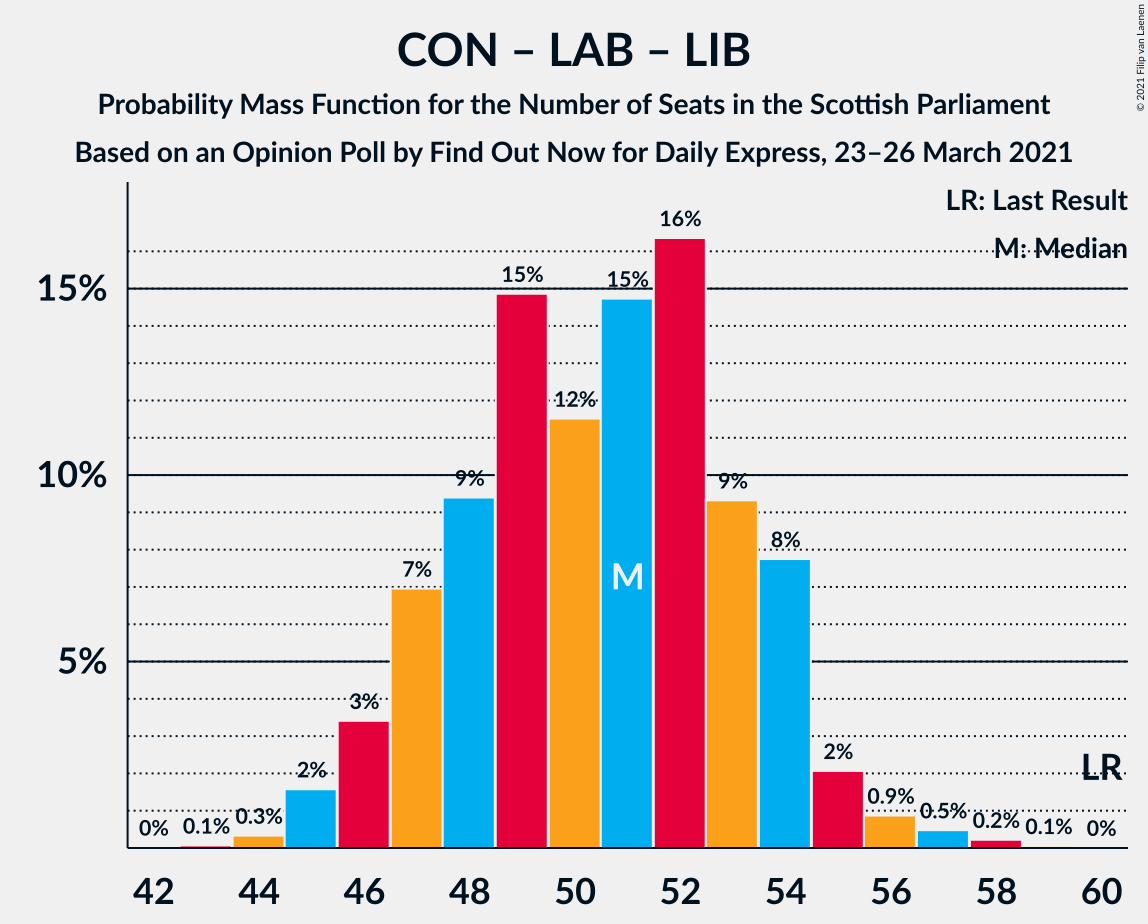 CON – LAB – LIB
Probability Mass Function for the Number of Seats in the Scottish Parliament
Based on an Opinion Poll by Find Out Now for Daily Express, 23–26 March 2021
© 2021 Filip van Laenen
LR: Last Result
M: Median
15%
10%
5%
0%
0.1%
0.3%
2%
3%
7%
9%
15%
12%
15%
16%
9%
8%
2%
0.9%
0.5%
0.2%
0.1%
0%
M
LR
42 44 46 48 50 52 54 56 58 60